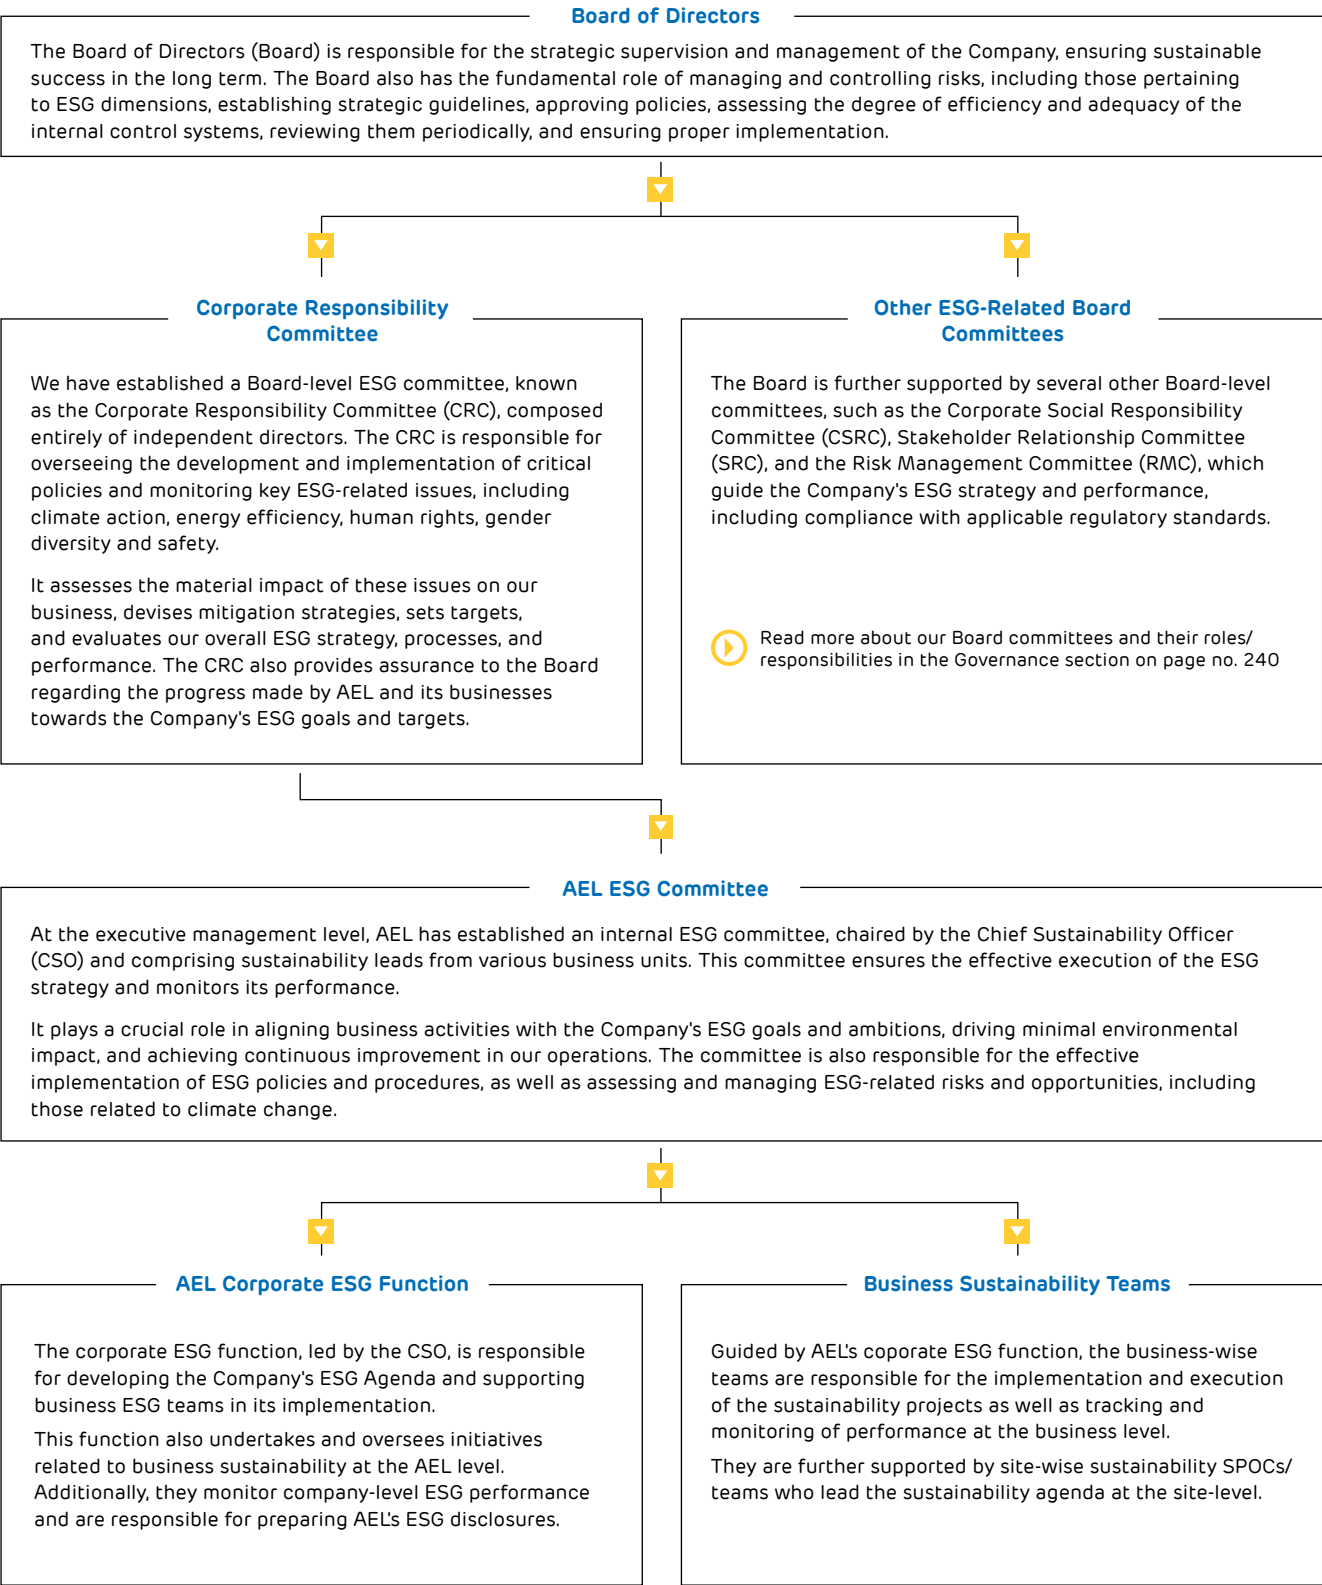 Board of Directors
The Board of Directors (Board) is responsible for the strategic supervision and management of the Company, ensuring sustainable
success in the long term. The Board also has the fundamental role of managing and controlling risks, including those pertaining
to ESG dimensions, establishing strategic guidelines, approving policies, assessing the degree of efficiency and adequacy of the
internal control systems, reviewing them periodically, and ensuring proper implementation.
Corporate Responsibility
Committee
We have established a Board-level ESG committee, known
as the Corporate Responsibility Committee (CRC), composed
entirely of independent directors. The CRC is responsible for
overseeing the development and implementation of critical
policies and monitoring key ESG-related issues, including
climate action, energy efficiency, human rights, gender
diversity and safety.
It assesses the material impact of these issues on our
business, devises mitigation strategies, sets targets,
and evaluates our overall ESG strategy, processes, and
performance. The CRC also provides assurance to the Board
regarding the progress made by AEL and its businesses
towards the Company's ESG goals and targets.
Other ESG-Related Board
Committees
The Board is further supported by several other Board-level
committees, such as the Corporate Social Responsibility
Committee (CSRC), Stakeholder Relationship Committee
(SRC), and the Risk Management Committee (RMC), which
guide the Company's ESG strategy and performance,
including compliance with applicable regulatory standards.
Read more about our Board committees and their roles/
responsibilities in the Governance section on page no. 240
AEL ESG Committee
At the executive management level, AEL has established an internal ESG committee, chaired by the Chief Sustainability Officer
(CSO) and comprising sustainability leads from various business units. This committee ensures the effective execution of the ESG
strategy and monitors its performance.
It plays a crucial role in aligning business activities with the Company's ESG goals and ambitions, driving minimal environmental
impact, and achieving continuous improvement in our operations. The committee is also responsible for the effective
implementation of ESG policies and procedures, as well as assessing and managing ESG-related risks and opportunities, including
those related to climate change.
AEL Corporate ESG Function
The corporate ESG function, led by the CSO, is responsible
for developing the Company's ESG Agenda and supporting
business ESG teams in its implementation.
This function also undertakes and oversees initiatives
related to business sustainability at the AEL level.
Additionally, they monitor company-level ESG performance
and are responsible for preparing AEL's ESG disclosures.
Business Sustainability Teams
Guided by AEL's coporate ESG function, the business-wise
teams are responsible for the implementation and execution
of the sustainability projects as well as tracking and
monitoring of performance at the business level.
They are further supported by site-wise sustainability SPOCs/
teams who lead the sustainability agenda at the site-level.